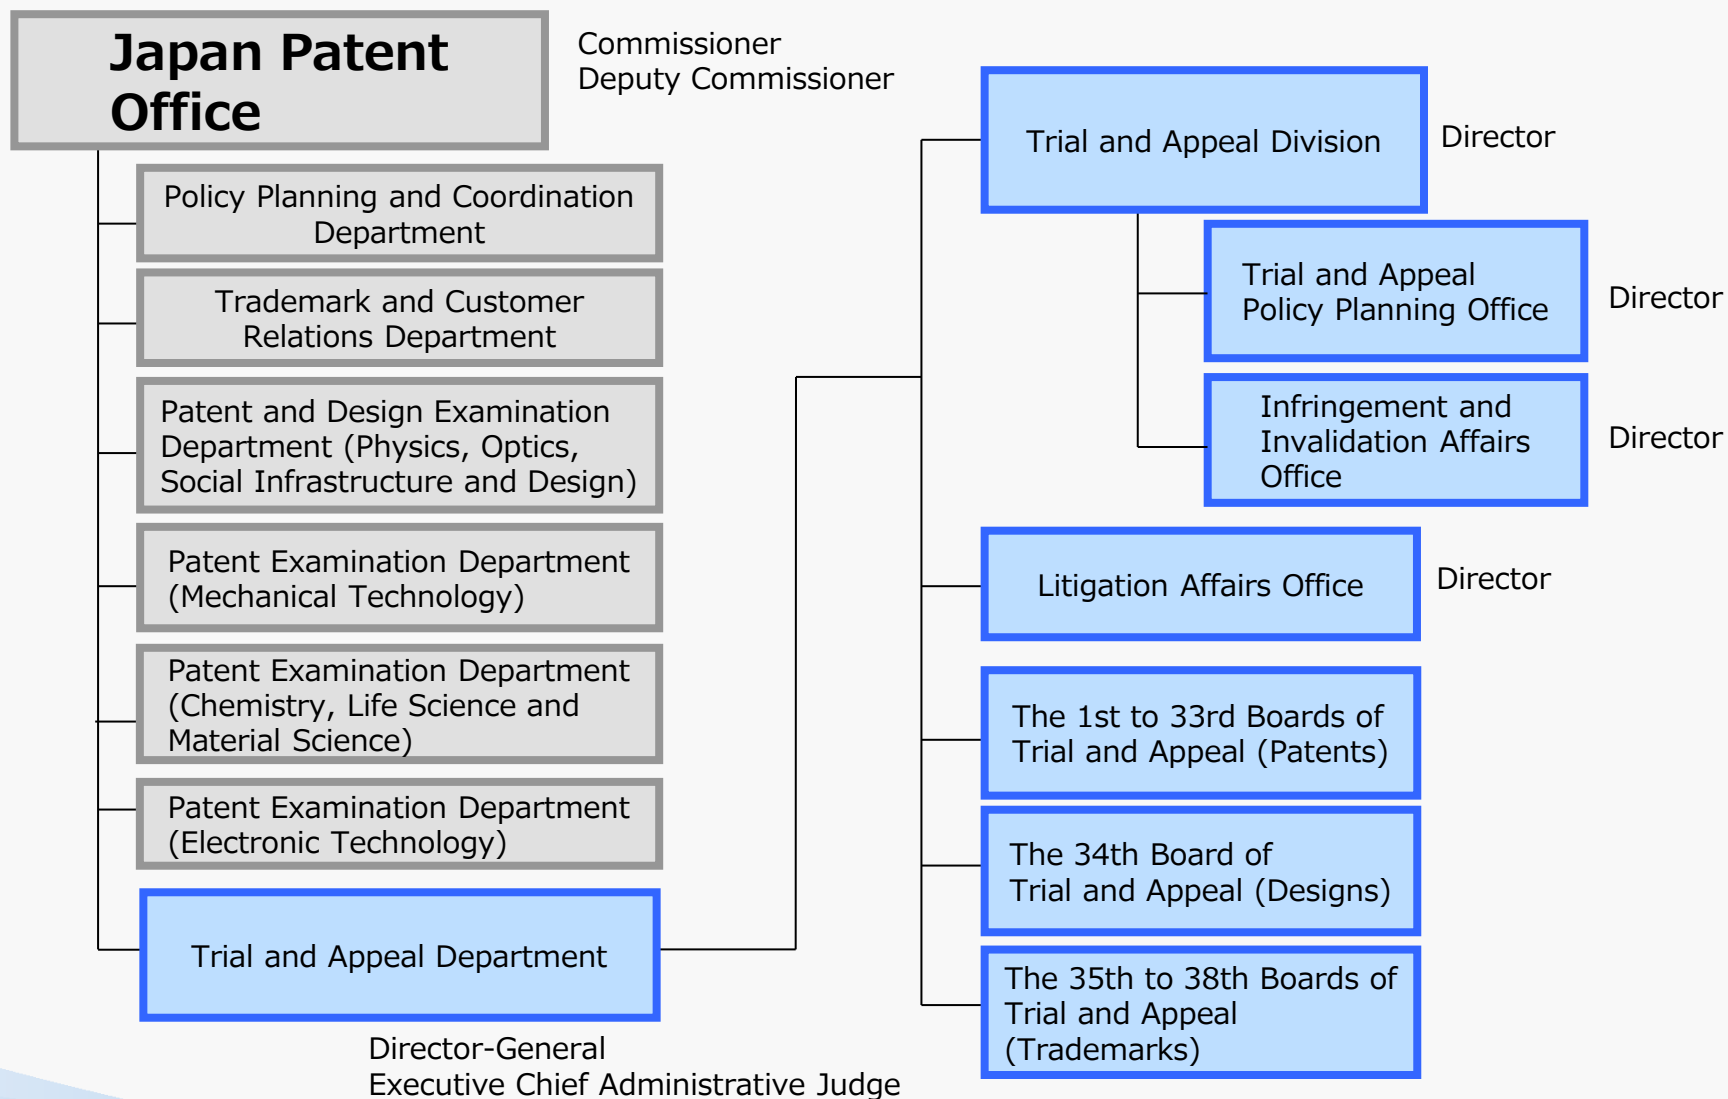 Japan Patent
Office
Commissioner
Deputy Commissioner
Policy Planning and Coordination
Department
Trademark and Customer
Relations Department
Patent and Design Examination
Department (Physics, Optics,
Social Infrastructure and Design)
Patent Examination Department
(Mechanical Technology)
Patent Examination Department
(Chemistry, Life Science and
Material Science)
Patent Examination Department
(Electronic Technology)
Trial and Appeal Department
Director-General
Executive Chief Administrative Judge
Trial and Appeal Division
Director
Trial and Appeal
Policy Planning Office
Director
Infringement and
Invalidation Affairs
Office
Director
Litigation Affairs Office
Director
The 1st to 33rd Boards of
Trial and Appeal (Patents)
The 34th Board of
Trial and Appeal (Designs)
The 35th to 38th Boards of
Trial and Appeal
(Trademarks)